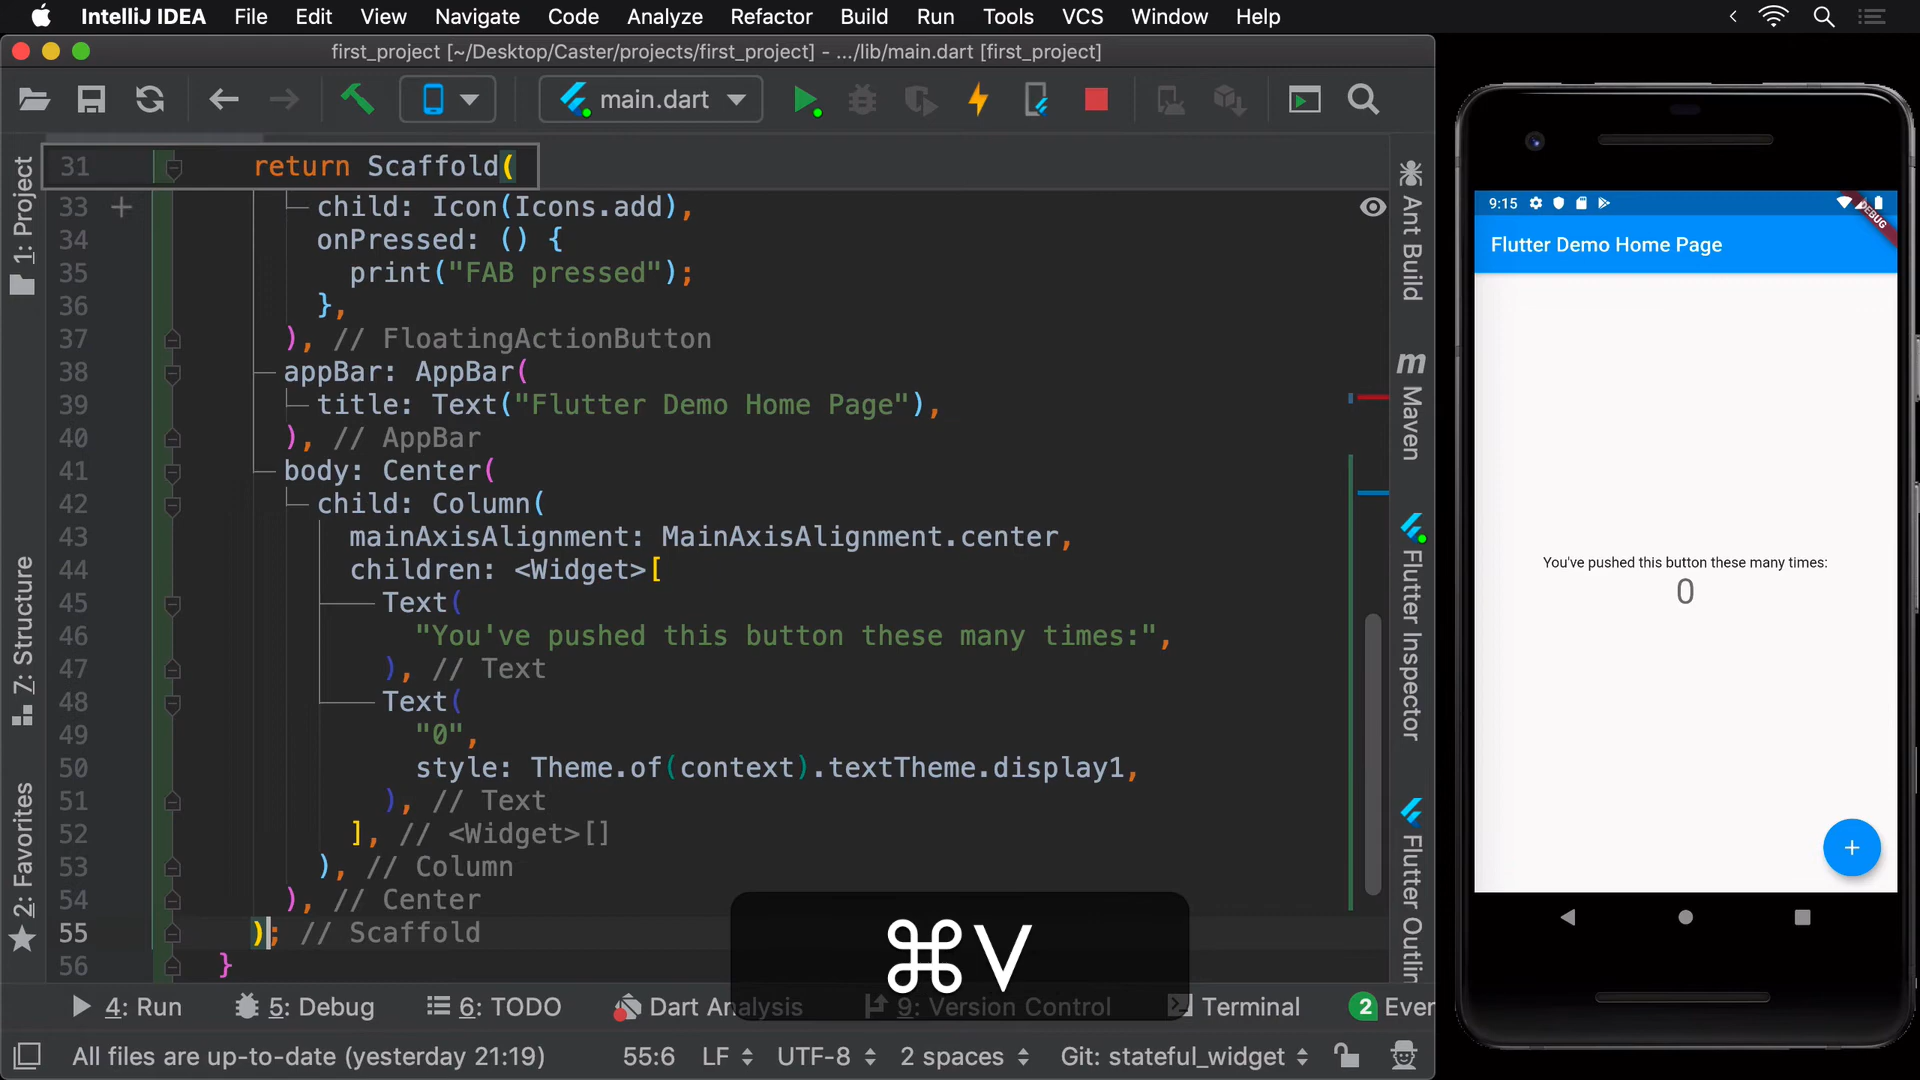 IntelliJ IDEA File Edit View Navigate Code Analyze Refactor Build Run Tools VCS Window Help
first_project [~/Desktop/Caster/projects/first_project] - .../lib/main.dart [first_project]
main.dart
31 return Scaffold(
33 child: Icon(Icons.add),
34 onPressed: () {
35 print("FAB pressed");
36 },
37 ), // FloatingActionButton
38 appBar: AppBar(
39 title: Text("Flutter Demo Home Page"),
40 ), // AppBar
41 body: Center(
42 child: Column(
43 mainAxisAlignment: MainAxisAlignment.center,
44 children: <Widget>[
45 Text(
46 "You've pushed this button these many times:",
47 ), // Text
48 Text(
49 "0",
50 style: Theme.of(context).textTheme.display1,
51 ), // Text
52 ], // <Widget>[]
53 ), // Column
54 ), // Center
55 ); // Scaffold
56 }
1: Project
7: Structure
2: Favorites
Ant Build
m Maven
Flutter Inspector
Flutter Outlin
⌘V
4: Run 5: Debug 6: TODO Dart Analysis 9: Version Control Terminal 2 Ever
All files are up-to-date (yesterday 21:19) 55:6 LF UTF-8 2 spaces Git: stateful_widget
9:15
DEBUG
Flutter Demo Home Page
You've pushed this button these many times:
0
+